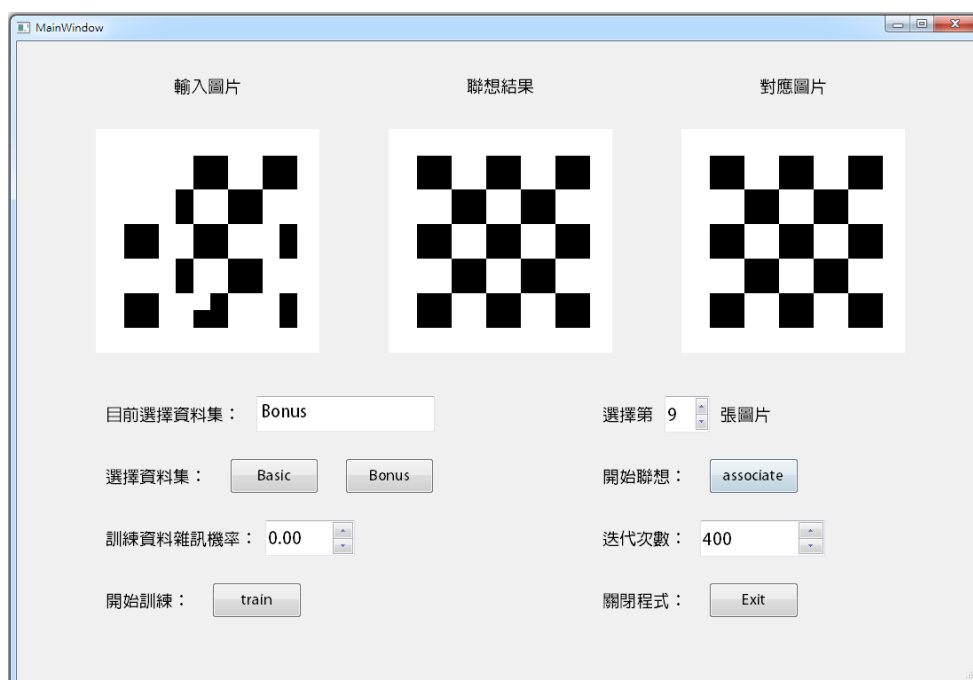 MainWindow
輸入圖片 聯想結果 對應圖片
目前選擇資料集： Bonus 選擇第 9 張圖片
選擇資料集： Basic Bonus 開始聯想： associate
訓練資料雜訊機率： 0.00 迭代次數： 400
開始訓練： train 關閉程式： Exit